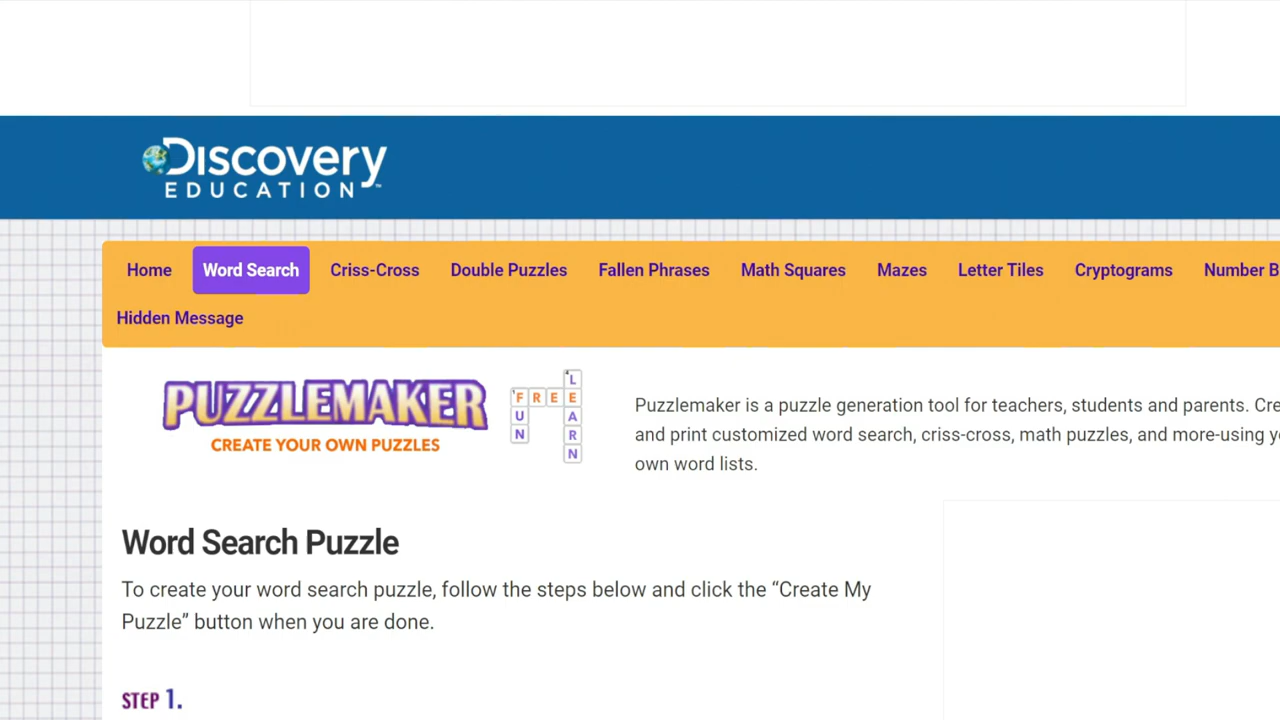 Discovery
EDUCATION™
Home Word Search Criss-Cross Double Puzzles Fallen Phrases Math Squares Mazes Letter Tiles Cryptograms Number B
Hidden Message
PUZZLEMAKER
CREATE YOUR OWN PUZZLES
FREE
FUN
LEARN
Puzzlemaker is a puzzle generation tool for teachers, students and parents. Cre
and print customized word search, criss-cross, math puzzles, and more-using yo
own word lists.
Word Search Puzzle
To create your word search puzzle, follow the steps below and click the “Create My
Puzzle” button when you are done.
STEP 1.